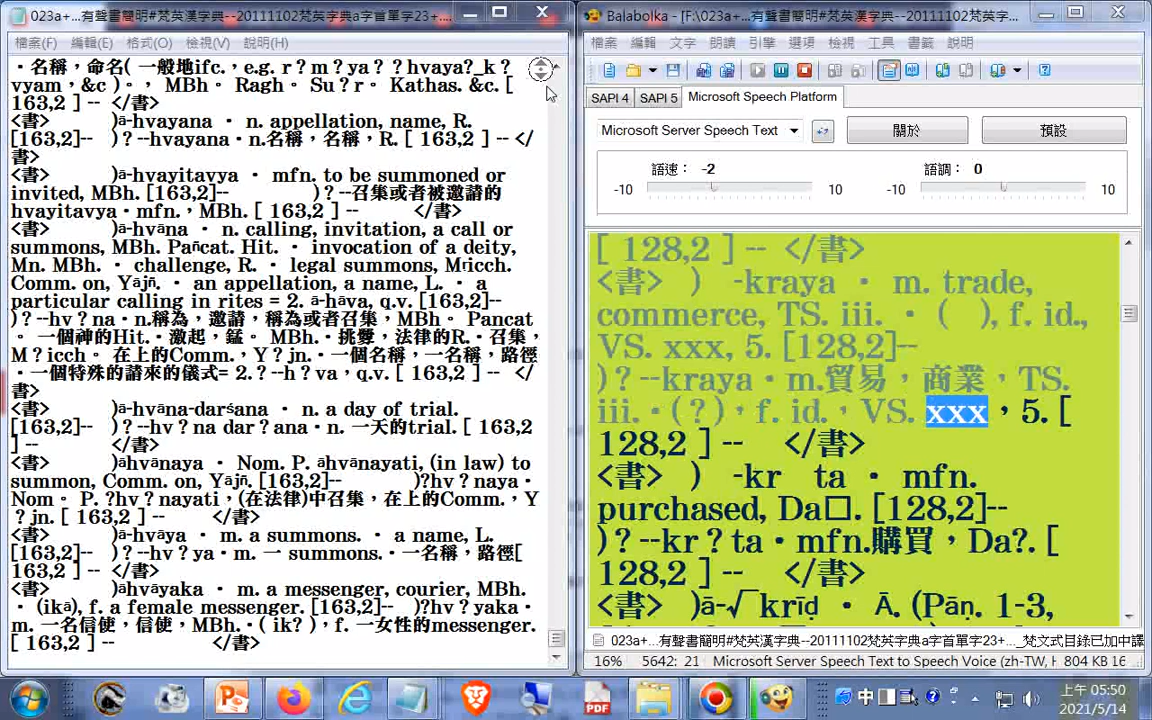 023a+...有聲書簡明#梵英漢字典--20111102梵英字典a字首單字23+...
檔案(F) 編輯(E) 格式(O) 檢視(V) 說明(H)
‧名稱，命名( 一般地ifc.，e.g. r？m？ya？？hvaya?_k？
vyam，&c )。， MBh。Ragh。Su？r。Kathas. &c. [
163,2 ] -- </書>
<書> )ā-hvayana ‧ n. appellation, name, R.
[163,2]-- )？--hvayana‧n.名稱，名稱，R. [ 163,2 ] -- </
書>
<書> )ā-hvayitavya ‧ mfn. to be summoned or
invited, MBh. [163,2]-- )？--召集或者被邀請的
hvayitavya‧mfn.，MBh. [ 163,2 ] -- </書>
<書> )ā-hvāna ‧ n. calling, invitation, a call or
summons, MBh. Pañcat. Hit. ‧ invocation of a deity,
Mn. MBh. ‧ challenge, R. ‧ legal summons, Mṛicch.
Comm. on, Yājñ. ‧ an appellation, a name, L. ‧ a
particular calling in rites = 2. ā-hāva, q.v. [163,2]--
)？--hv？na‧n.稱為，邀請，稱為或者召集，MBh。Pancat
。一個神的Hit.‧激起，錳。 MBh.‧挑釁，法律的R.‧召集，
M？icch。 在上的Comm.，Y？jn.‧一個名稱，一名稱，路徑
‧一個特殊的請來的儀式= 2.？--h？va，q.v. [ 163,2 ] -- </
書>
<書> )ā-hvāna-darśana ‧ n. a day of trial.
[163,2]-- )？--hv？na dar？ana‧n. 一天的trial. [ 163,2
] -- </書>
<書> )āhvānaya ‧ Nom. P. āhvānayati, (in law) to
summon, Comm. on, Yājñ. [163,2]-- )?hv？naya‧
Nom。 P. ?hv？nayati，(在法律)中召集，在上的Comm.，Y
？jn. [ 163,2 ] -- </書>
<書> )ā-hvāya ‧ m. a summons. ‧ a name, L.
[163,2]-- )？--hv？ya‧m. 一 summons.‧一名稱，路徑[
163,2 ] -- </書>
<書> )āhvāyaka ‧ m. a messenger, courier, MBh.
‧ (ikā), f. a female messenger. [163,2]-- )?hv？yaka‧
m. 一名信使，信使，MBh.‧( ik？)，f. 一女性的messenger.
[ 163,2 ] -- </書>
Balabolka - [F:\023a+...有聲書簡明#梵英漢字典--20111102梵英字...
檔案 編輯 文字 朗讀 引擎 選項 檢視 工具 書籤 說明
SAPI 4 SAPI 5 Microsoft Speech Platform
Microsoft Server Speech Text 關於 預設
語速： -2 語調： 0
-10 10 -10 10
[ 128,2 ] -- </書>
<書> ) -kraya ‧ m. trade,
commerce, TS. iii. ‧ ( ), f. id.,
VS. xxx, 5. [128,2]--
)？--kraya‧m.貿易，商業，TS.
iii.‧(？)，f. id.，VS. xxx，5. [
128,2 ] -- </書>
<書> ) -kr ta ‧ mfn.
purchased, Da□. [128,2]--
)？--kr？ta‧mfn.購買，Da?. [
128,2 ] -- </書>
<書> )ā-√krīḍ ‧ Ā. (Pāṇ. 1-3,
023a+...有聲書簡明#梵英漢字典--20111102梵英字典a字首單字23+..._梵文式目錄已加中譯
16% 5642: 21 Microsoft Server Speech Text to Speech Voice (zh-TW, H 804 KB 16
中
上午 05:50
2021/5/14